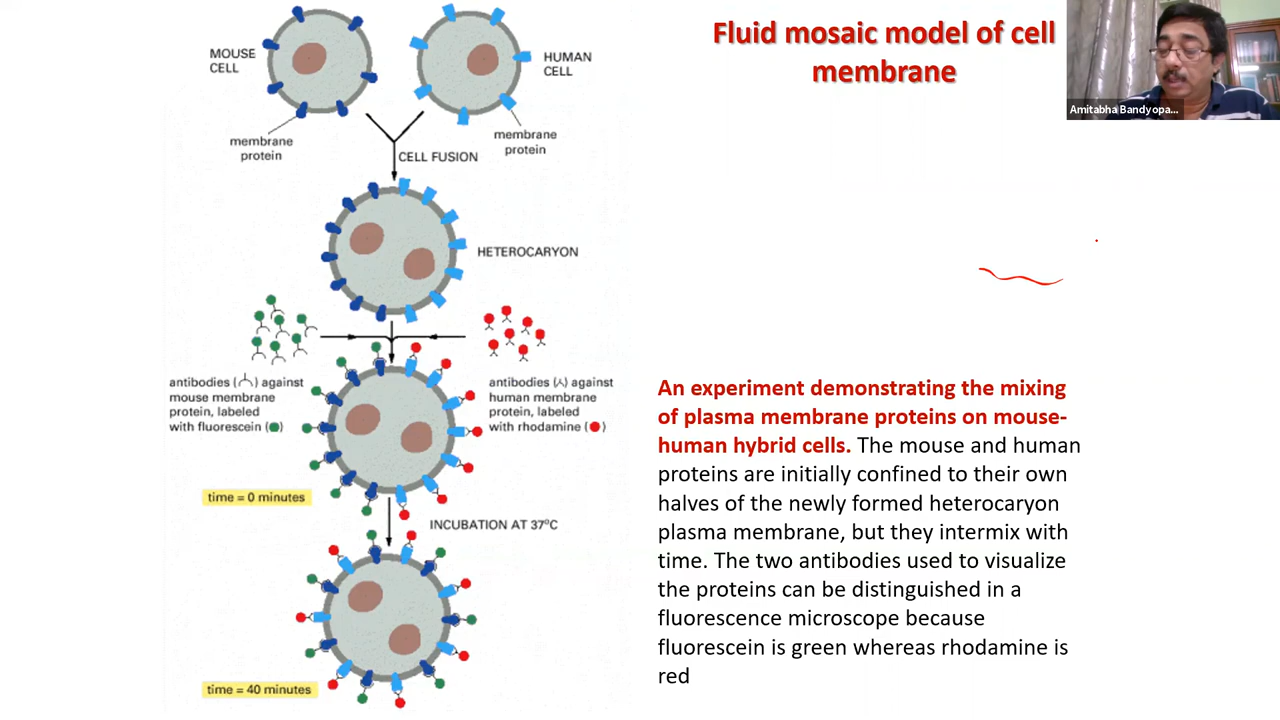 Fluid mosaic model of cell
membrane
Amitabha Bandyopa...
MOUSE
CELL
HUMAN
CELL
membrane
protein
membrane
protein
CELL FUSION
HETEROCARYON
antibodies ( ) against
mouse membrane
protein, labeled
with fluorescein ( )
antibodies ( ) against
human membrane
protein, labeled
with rhodamine ( )
time = 0 minutes
INCUBATION AT 37°C
time = 40 minutes
An experiment demonstrating the mixing
of plasma membrane proteins on mouse-
human hybrid cells. The mouse and human
proteins are initially confined to their own
halves of the newly formed heterocaryon
plasma membrane, but they intermix with
time. The two antibodies used to visualize
the proteins can be distinguished in a
fluorescence microscope because
fluorescein is green whereas rhodamine is
red